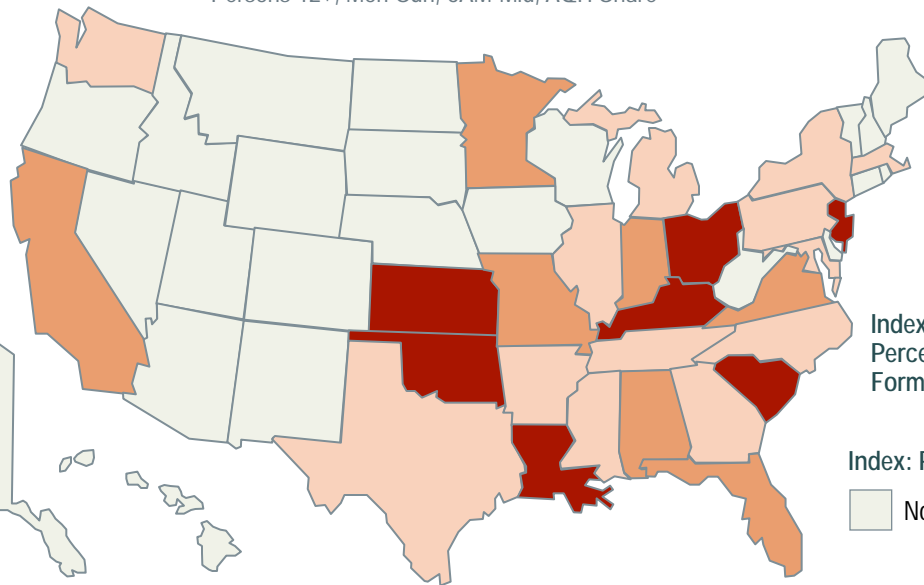 Persons 12+, Mon-Sun, 6AM-Mid, AQH Share
Index
Perce
Form
Index: P
No